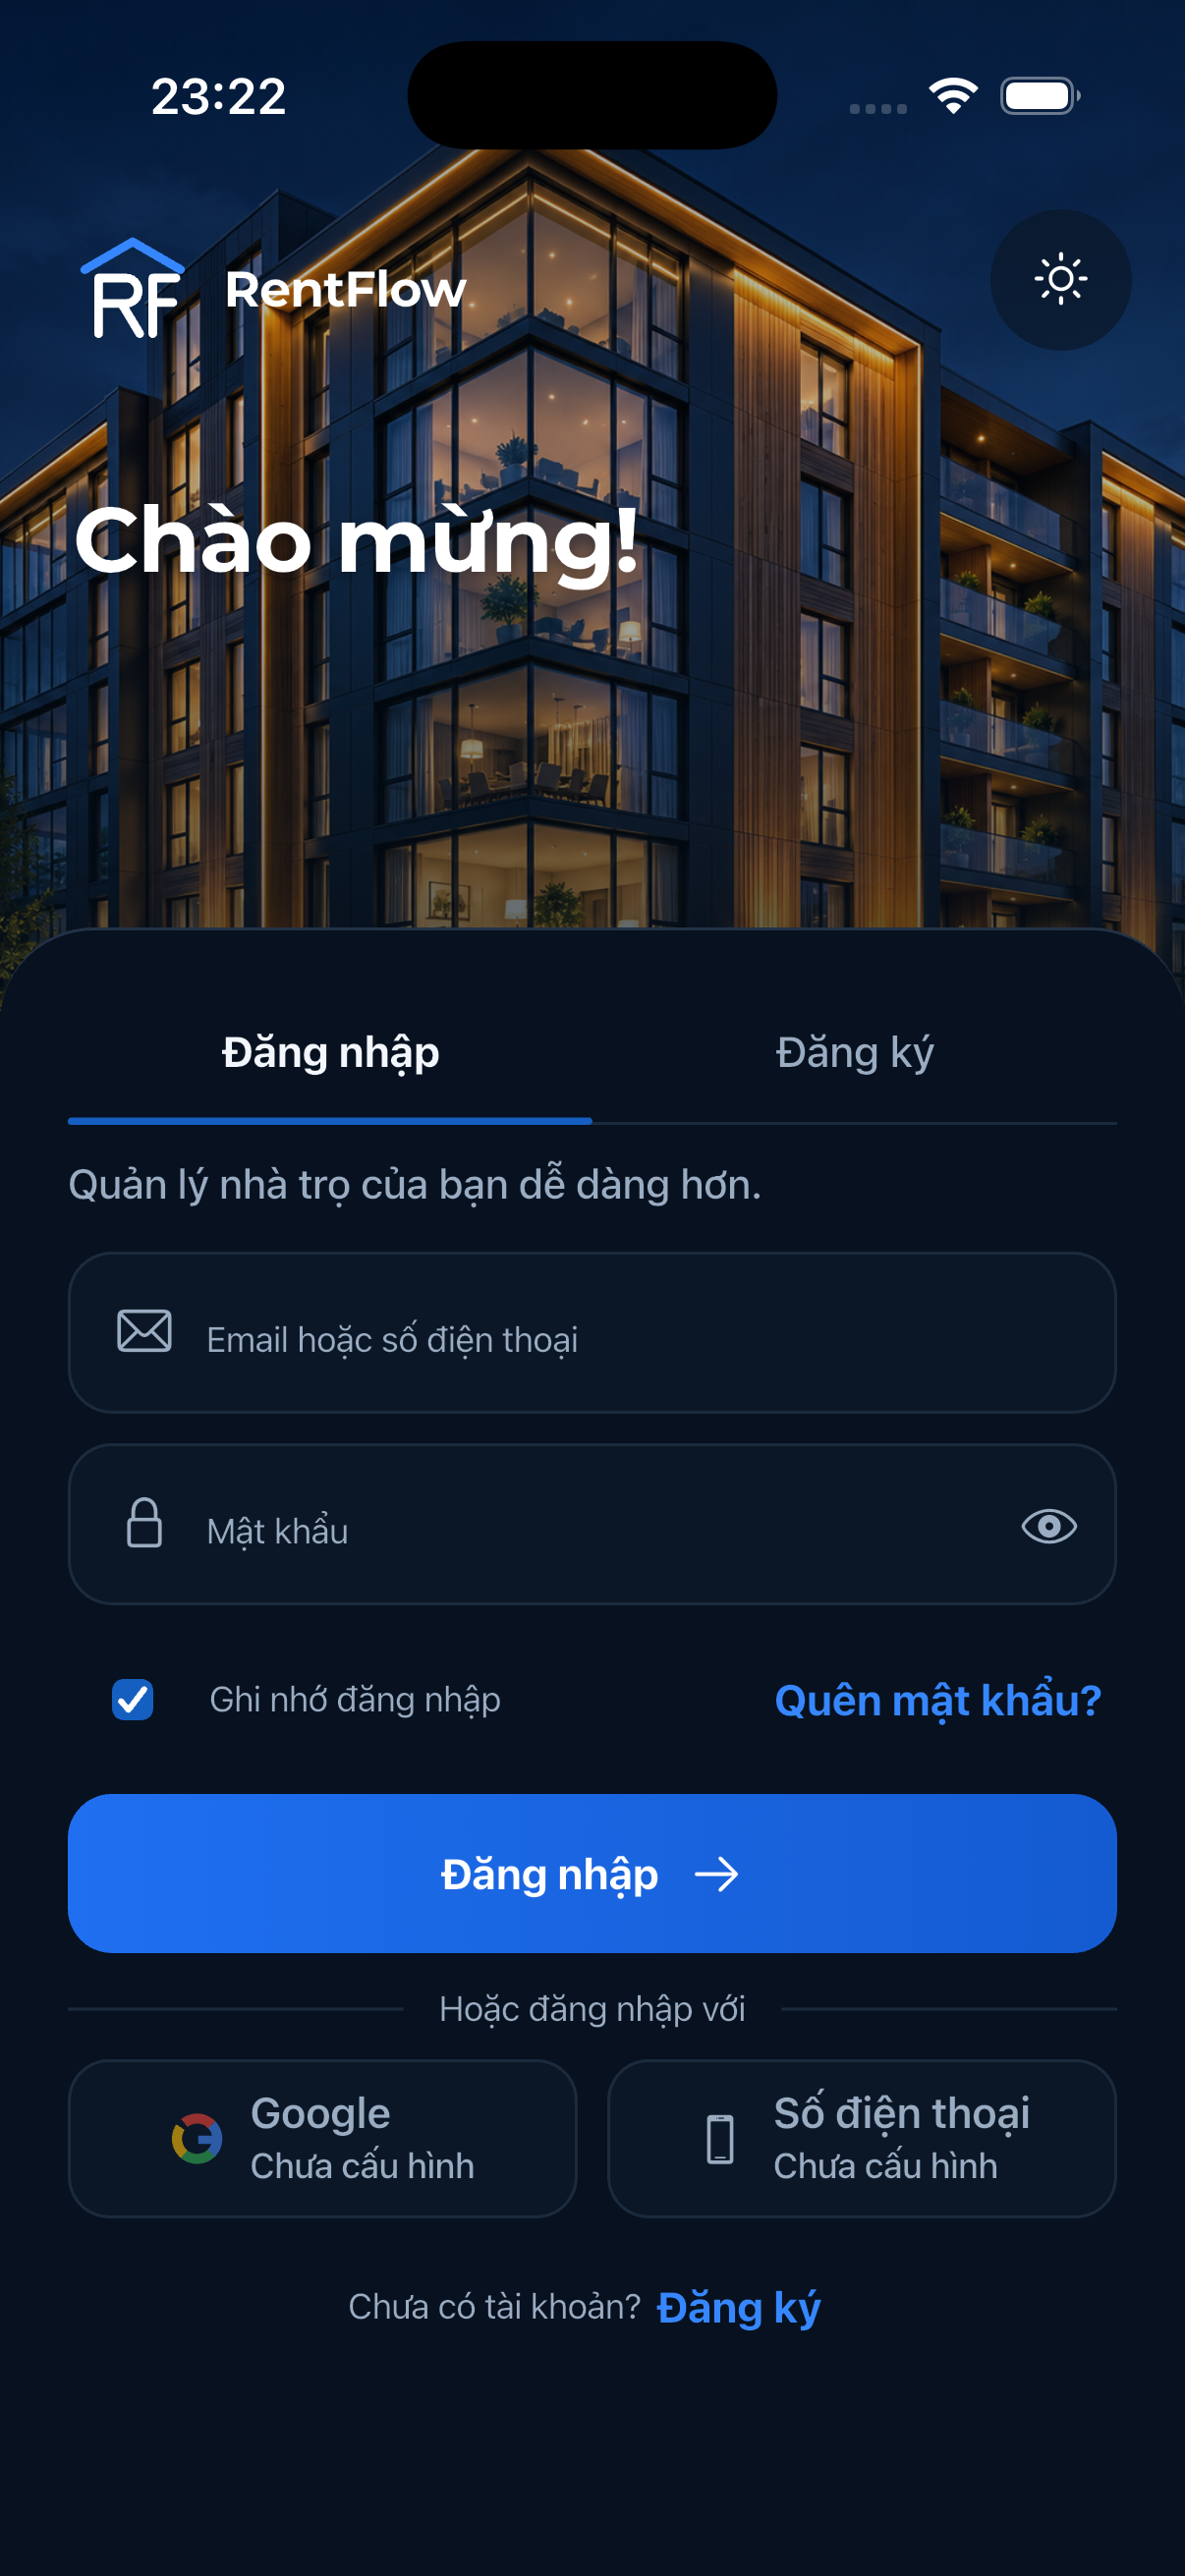 23:22
RF RentFlow
Chào mừng!
Đăng nhập Đăng ký
Quản lý nhà trọ của bạn dễ dàng hơn.
Email hoặc số điện thoại
Mật khẩu
Ghi nhớ đăng nhập Quên mật khẩu?
Đăng nhập
Hoặc đăng nhập với
Google
Chưa cấu hình
Số điện thoại
Chưa cấu hình
Chưa có tài khoản? Đăng ký